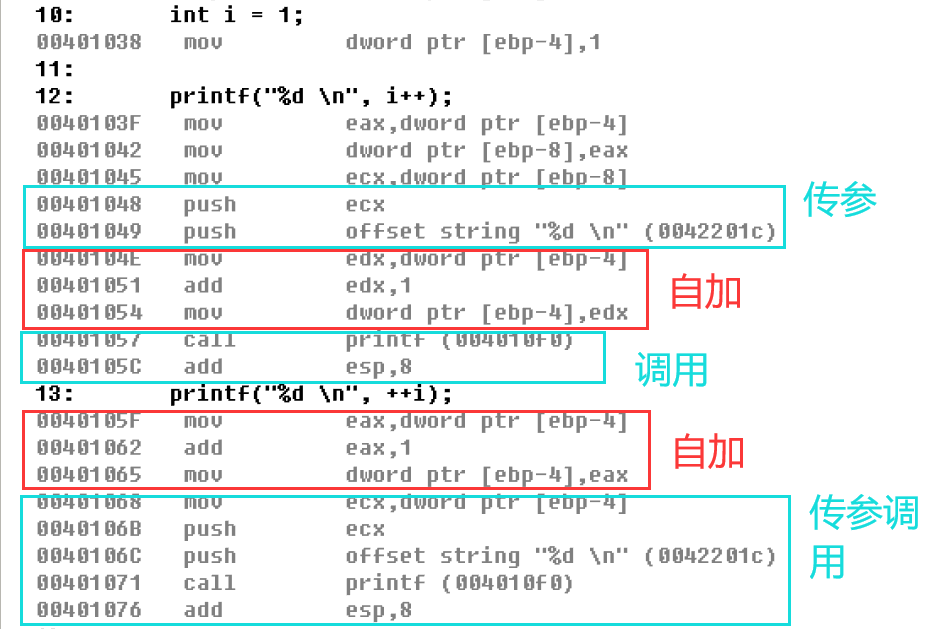 10: int i = 1;
00401038 mov dword ptr [ebp-4],1
11:
12: printf("%d \n", i++);
0040103F mov eax,dword ptr [ebp-4]
00401042 mov dword ptr [ebp-8],eax
00401045 mov ecx,dword ptr [ebp-8]
00401048 push ecx
传参
00401049 push offset string "%d \n" (0042201c)
0040104E mov edx,dword ptr [ebp-4]
00401051 add edx,1
自加
00401054 mov dword ptr [ebp-4],edx
00401057 call printf (004010f0)
0040105C add esp,8
调用
13: printf("%d \n", ++i);
0040105F mov eax,dword ptr [ebp-4]
00401062 add eax,1
自加
00401065 mov dword ptr [ebp-4],eax
00401068 mov ecx,dword ptr [ebp-4]
传参调
0040106B push ecx
0040106C push offset string "%d \n" (0042201c)
用
00401071 call printf (004010f0)
00401076 add esp,8